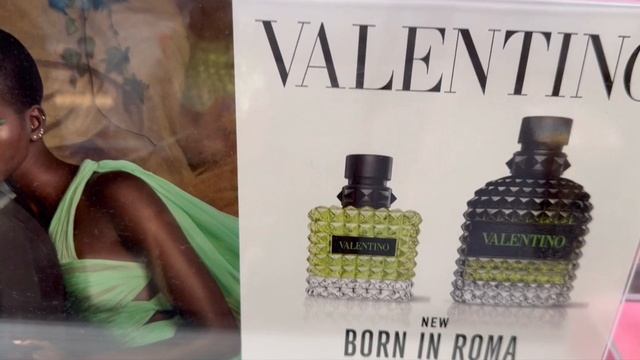 VALENTINO
VALENTINO
VALENTINO
NEW
BORN IN ROMA